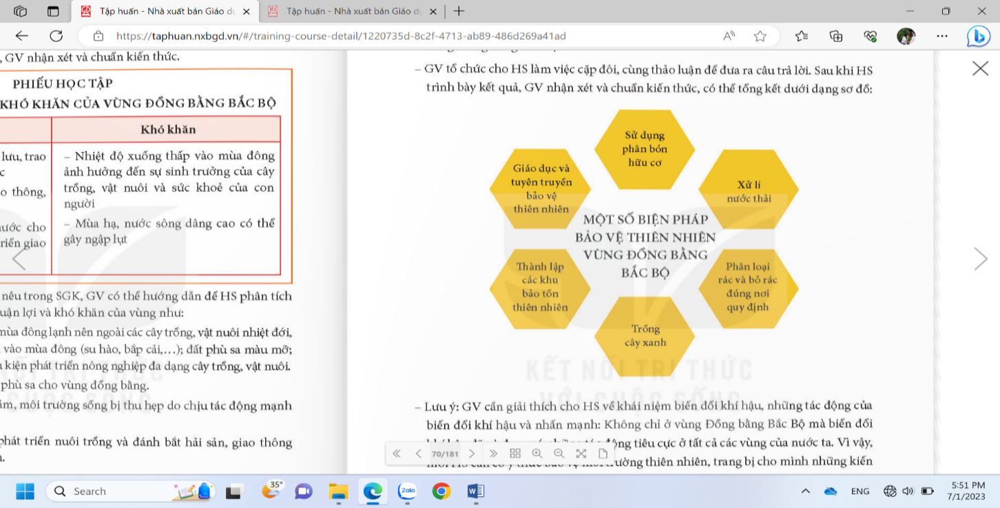 Tập huấn - Nhà xuất bản Giáo dụ
Tập huấn - Nhà xuất bản Giáo dụ
https://taphuan.nxbgd.vn/#/training-course-detail/1220735d-8c2f-4713-ab89-486d269a41ad
, GV nhận xét và chuẩn kiến thức.
PHIẾU HỌC TẬP
KHÓ KHĂN CỦA VÙNG ĐỒNG BẰNG BẮC BỘ
Khó khăn
lưu, trao
c
o thông,
ước cho
riển giao
– Nhiệt độ xuống thấp vào mùa đông
ảnh hưởng đến sự sinh trưởng của cây
trồng, vật nuôi và sức khoẻ của con
người
– Mùa hạ, nước sông dâng cao có thể
gây ngập lụt
nêu trong SGK, GV có thể hướng dẫn để HS phân tích
uận lợi và khó khăn của vùng như:
mùa đông lạnh nên ngoài các cây trồng, vật nuôi nhiệt đới,
vào mùa đông (su hào, bắp cải,…); đất phù sa màu mỡ;
kiện phát triển nông nghiệp đa dạng cây trồng, vật nuôi.
phù sa cho vùng đồng bằng.
ảm, môi trường sống bị thu hẹp do chịu tác động mạnh
phát triển nuôi trồng và đánh bắt hải sản, giao thông
– GV tổ chức cho HS làm việc cặp đôi, cùng thảo luận để đưa ra câu trả lời. Sau khi HS
trình bày kết quả, GV nhận xét và chuẩn kiến thức, có thể tổng kết dưới dạng sơ đồ:
Sử dụng
phân bón
hữu cơ
Giáo dục và
tuyên truyền
bảo vệ
thiên nhiên
Xử lí
nước thải
MỘT SỐ BIỆN PHÁP
BẢO VỆ THIÊN NHIÊN
VÙNG ĐỒNG BẰNG
BẮC BỘ
Thành lập
các khu
bảo tồn
thiên nhiên
Phân loại
rác và bỏ rác
đúng nơi
quy định
Trồng
cây xanh
KẾT NỐI TRI THỨC
VỚI CUỘC SỐNG
– Lưu ý: GV cần giải thích cho HS về khái niệm biến đổi khí hậu, những tác động của
biến đổi khí hậu và nhấn mạnh: Không chỉ ở vùng Đồng bằng Bắc Bộ mà biến đổi
động tiêu cực ở tất cả các vùng của nước ta. Vì vậy,
trường thiên nhiên, trang bị cho mình những kiến
70/181
Search
35°
Zalo
ENG
5:51 PM
7/1/2023